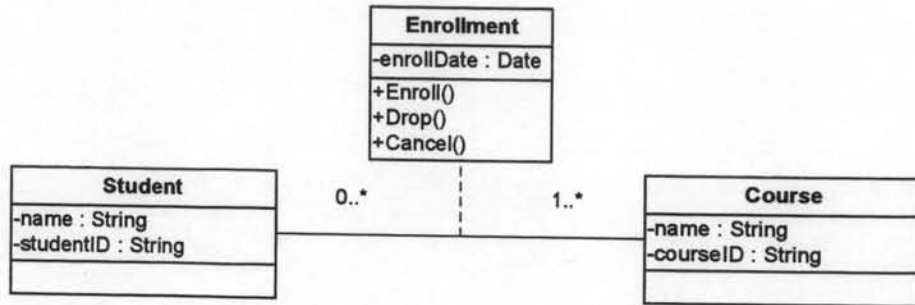 Enrollment
-enrollDate : Date
+Enroll()
+Drop()
+Cancel()
Student
-name : String
-studentID : String
0..*
1..*
Course
-name : String
-courseID : String